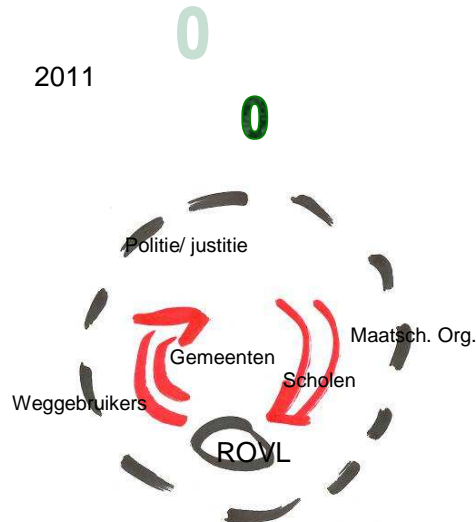 0
2011
0
Politie/ justitie
Maatsch. Org.
Gemeenten
Scholen
Weggebruikers
ROVL